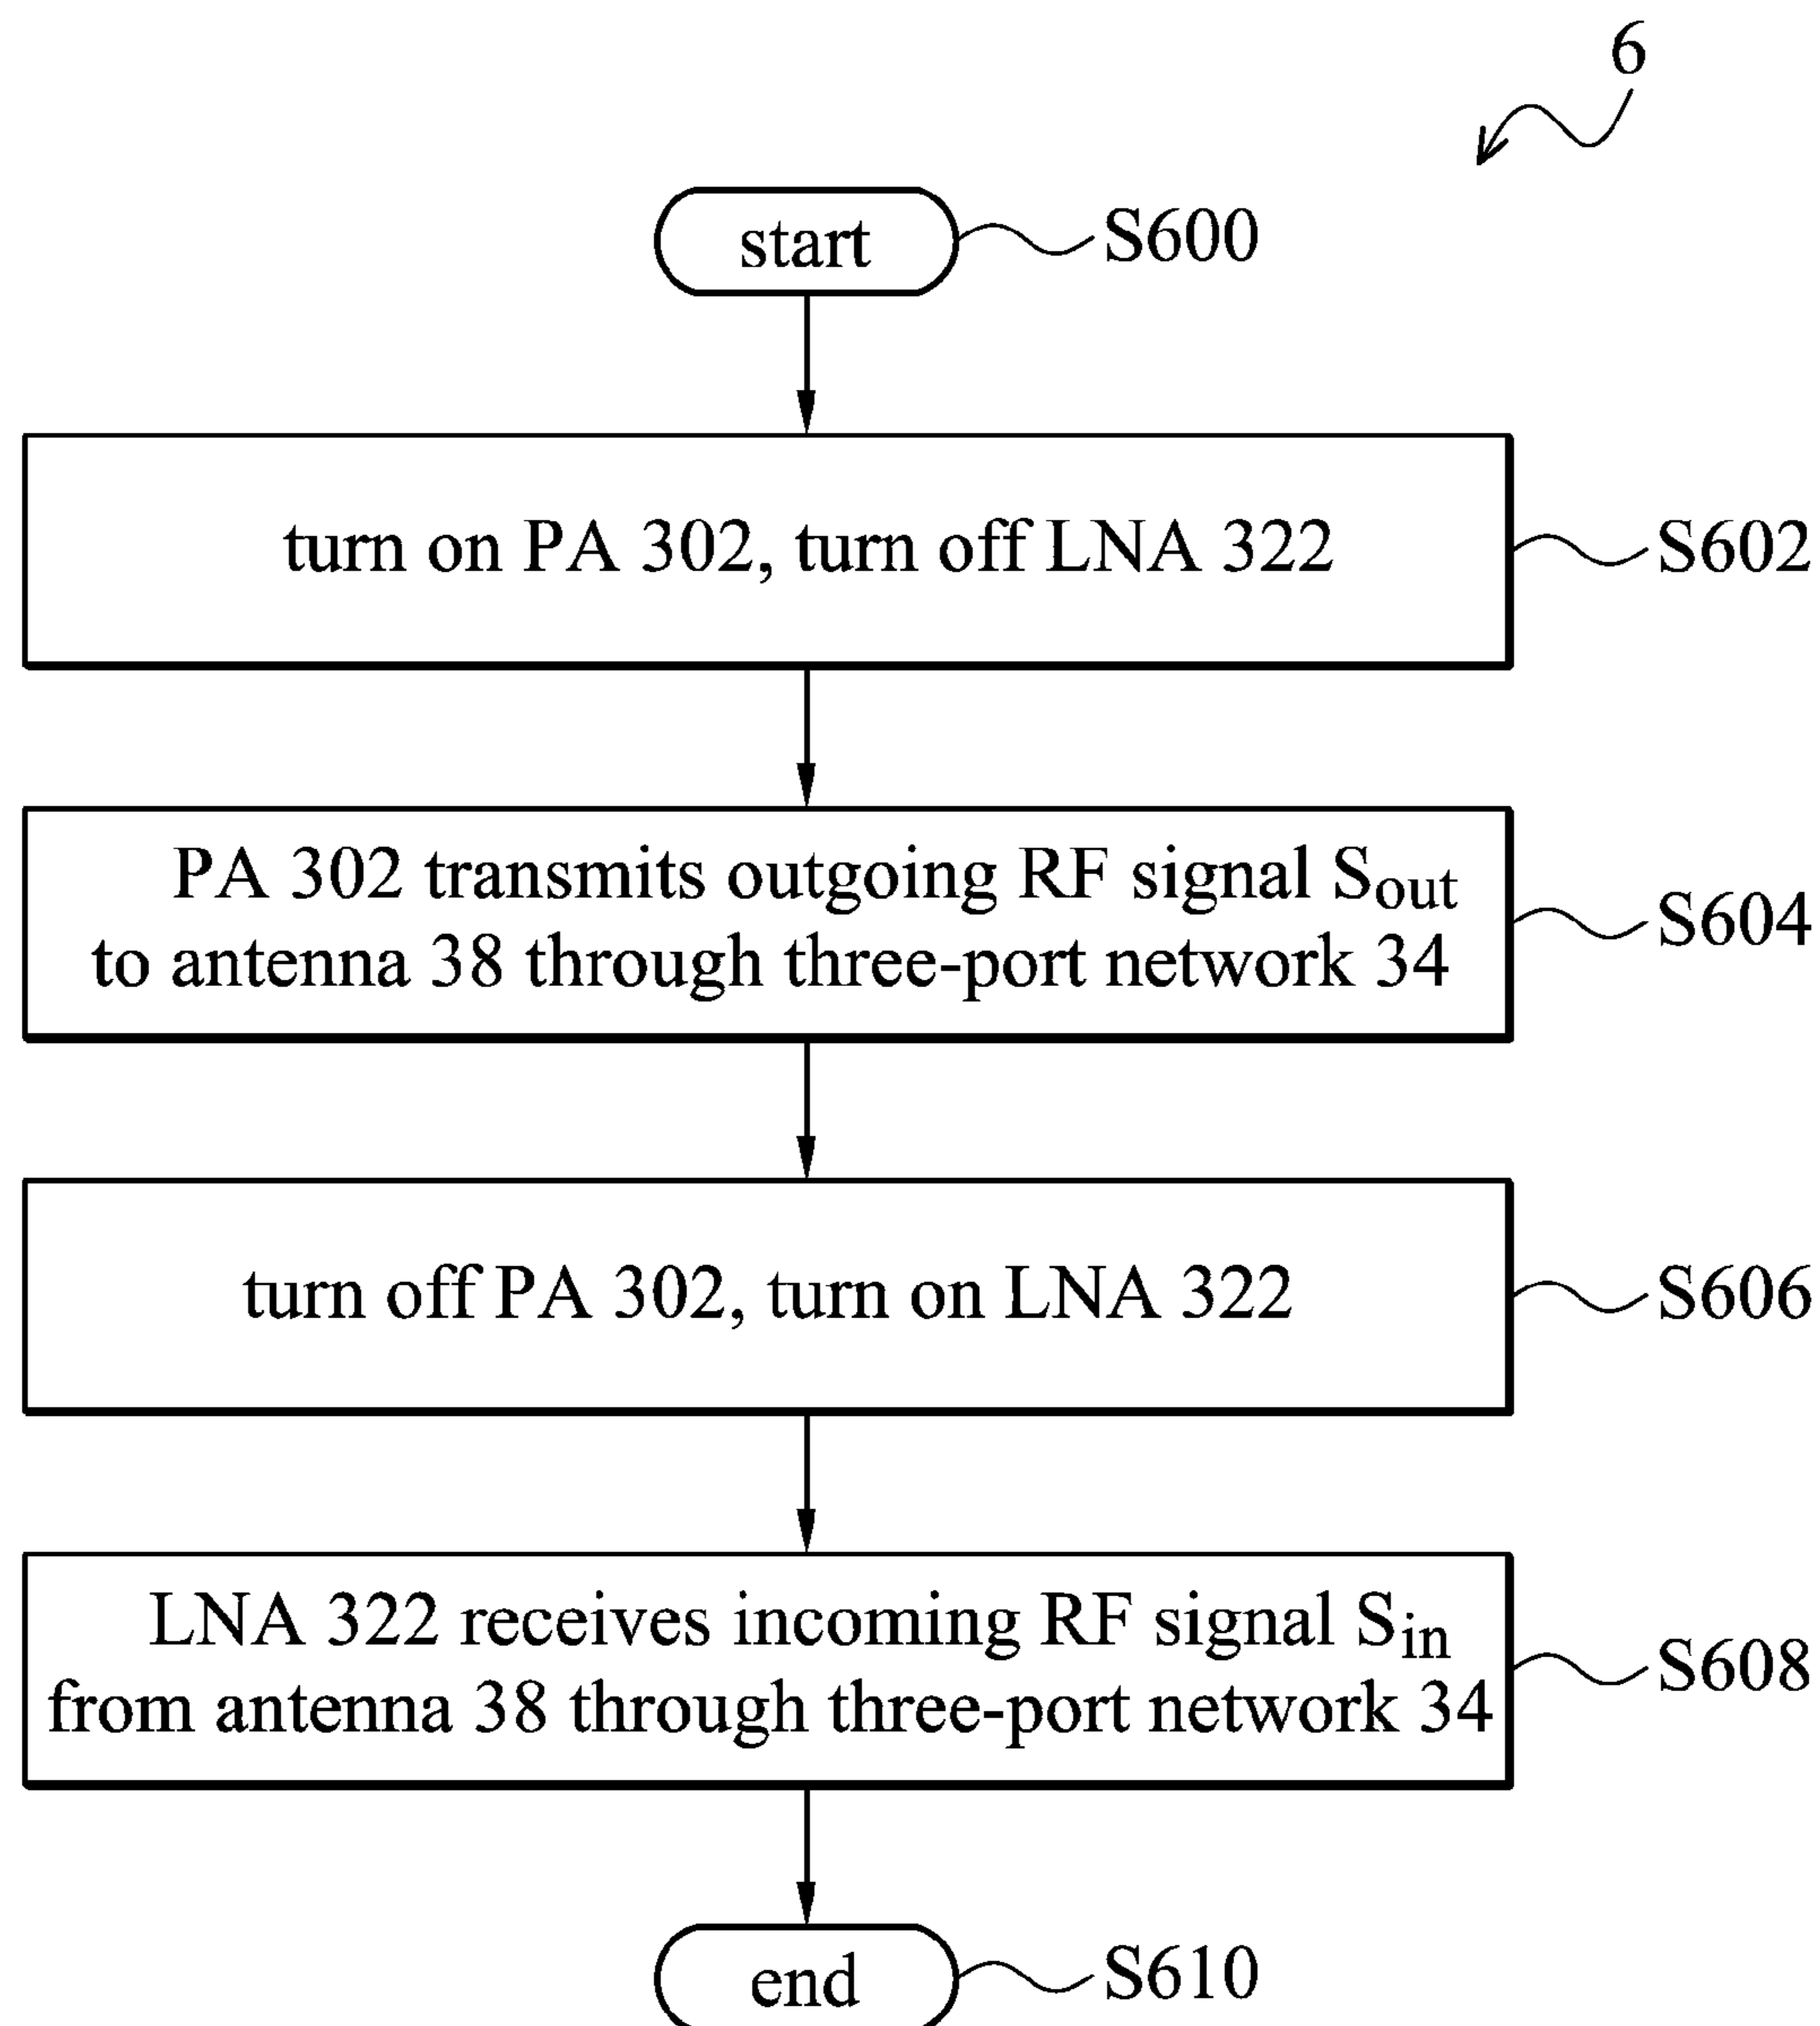 6
start
S600
turn on PA 302, turn off LNA 322
S602
PA 302 transmits outgoing RF signal Sout
to antenna 38 through three-port network 34
S604
turn off PA 302, turn on LNA 322
S606
LNA 322 receives incoming RF signal Sin
from antenna 38 through three-port network 34
S608
end
S610